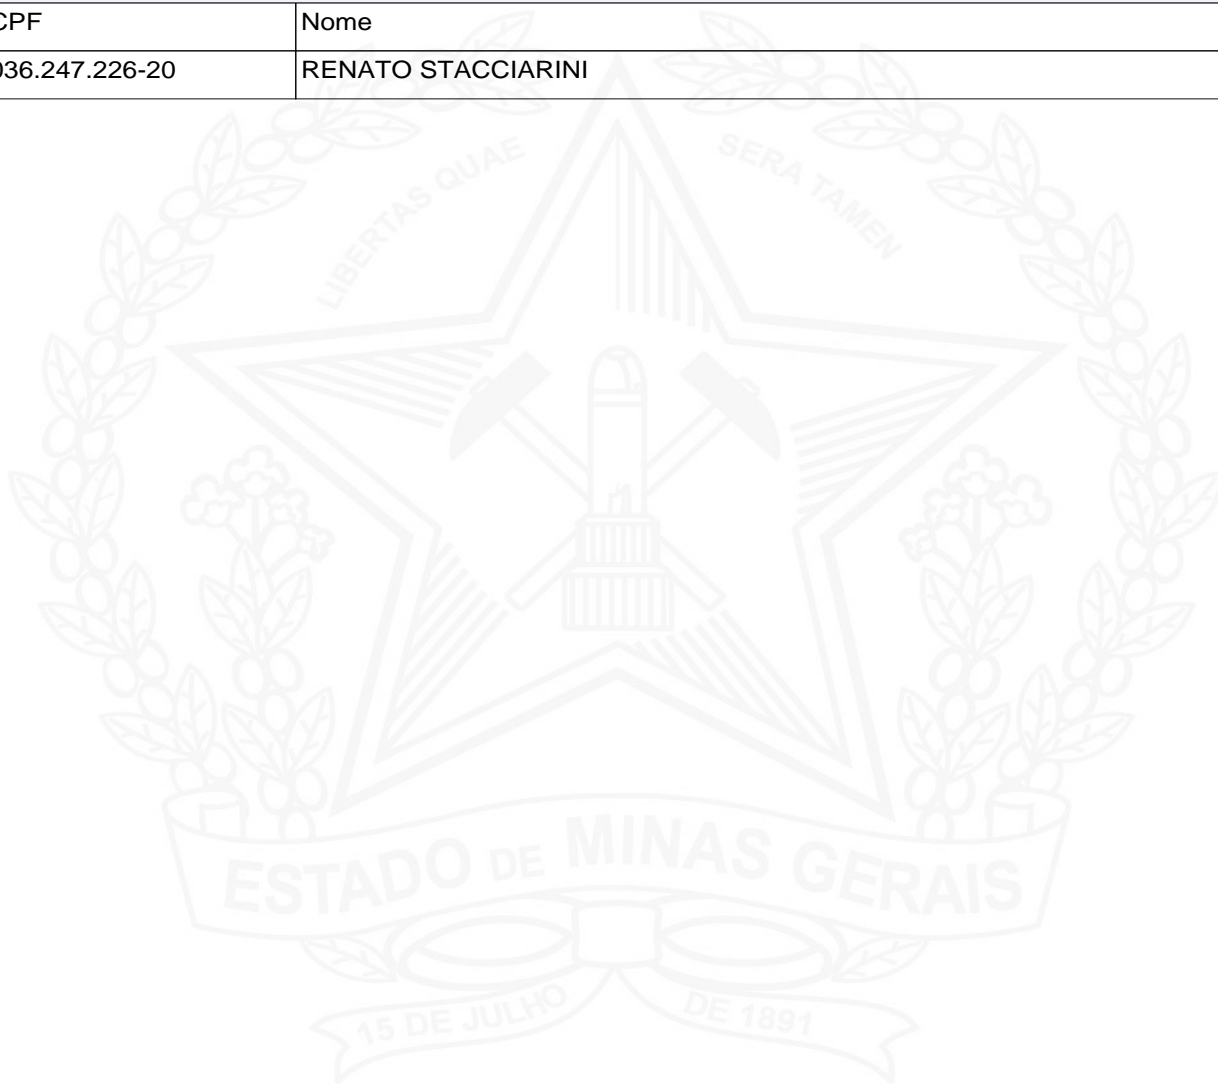 CPF Nome
036.247.226-20 RENATO STACCIARINI
LIBERTAS QUAE SERA TAMEN
ESTADO DE MINAS GERAIS
15 DE JULHO DE 1891